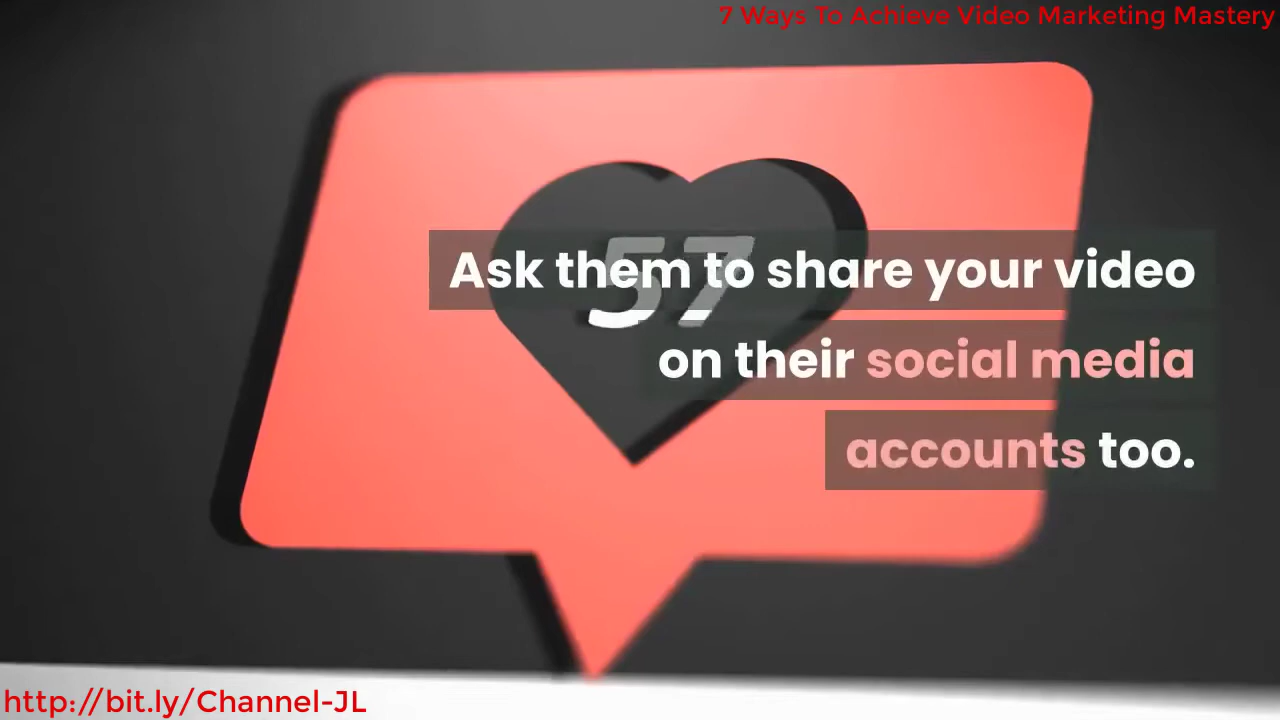 7 Ways To Achieve Video Marketing Mastery
57
Ask them to share your video
on their social media
accounts too.
http://bit.ly/Channel-JL